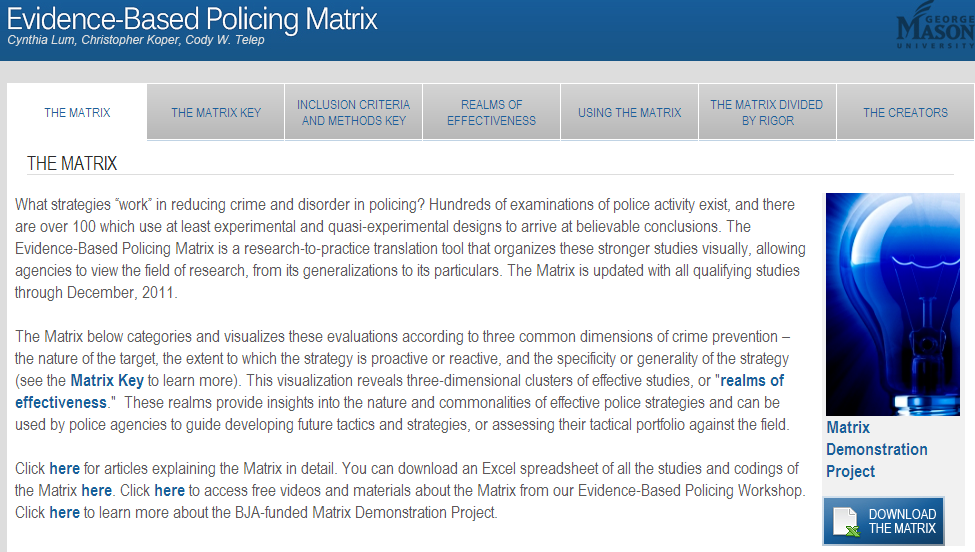 Evidence-Based Policing Matrix
Cynthia Lum, Christopher Koper, Cody W. Telep
GEORGE
MASON
UNIVERSITY
THE MATRIX
THE MATRIX KEY
INCLUSION CRITERIA
AND METHODS KEY
REALMS OF
EFFECTIVENESS
USING THE MATRIX
THE MATRIX DIVIDED
BY RIGOR
THE CREATORS
THE MATRIX
What strategies “work” in reducing crime and disorder in policing? Hundreds of examinations of police activity exist, and there
are over 100 which use at least experimental and quasi-experimental designs to arrive at believable conclusions. The
Evidence-Based Policing Matrix is a research-to-practice translation tool that organizes these stronger studies visually, allowing
agencies to view the field of research, from its generalizations to its particulars. The Matrix is updated with all qualifying studies
through December, 2011.
The Matrix below categories and visualizes these evaluations according to three common dimensions of crime prevention –
the nature of the target, the extent to which the strategy is proactive or reactive, and the specificity or generality of the strategy
(see the Matrix Key to learn more). This visualization reveals three-dimensional clusters of effective studies, or "realms of
effectiveness." These realms provide insights into the nature and commonalities of effective police strategies and can be
used by police agencies to guide developing future tactics and strategies, or assessing their tactical portfolio against the field.
Click here for articles explaining the Matrix in detail. You can download an Excel spreadsheet of all the studies and codings of
the Matrix here. Click here to access free videos and materials about the Matrix from our Evidence-Based Policing Workshop.
Click here to learn more about the BJA-funded Matrix Demonstration Project.
Matrix
Demonstration
Project
DOWNLOAD
THE MATRIX